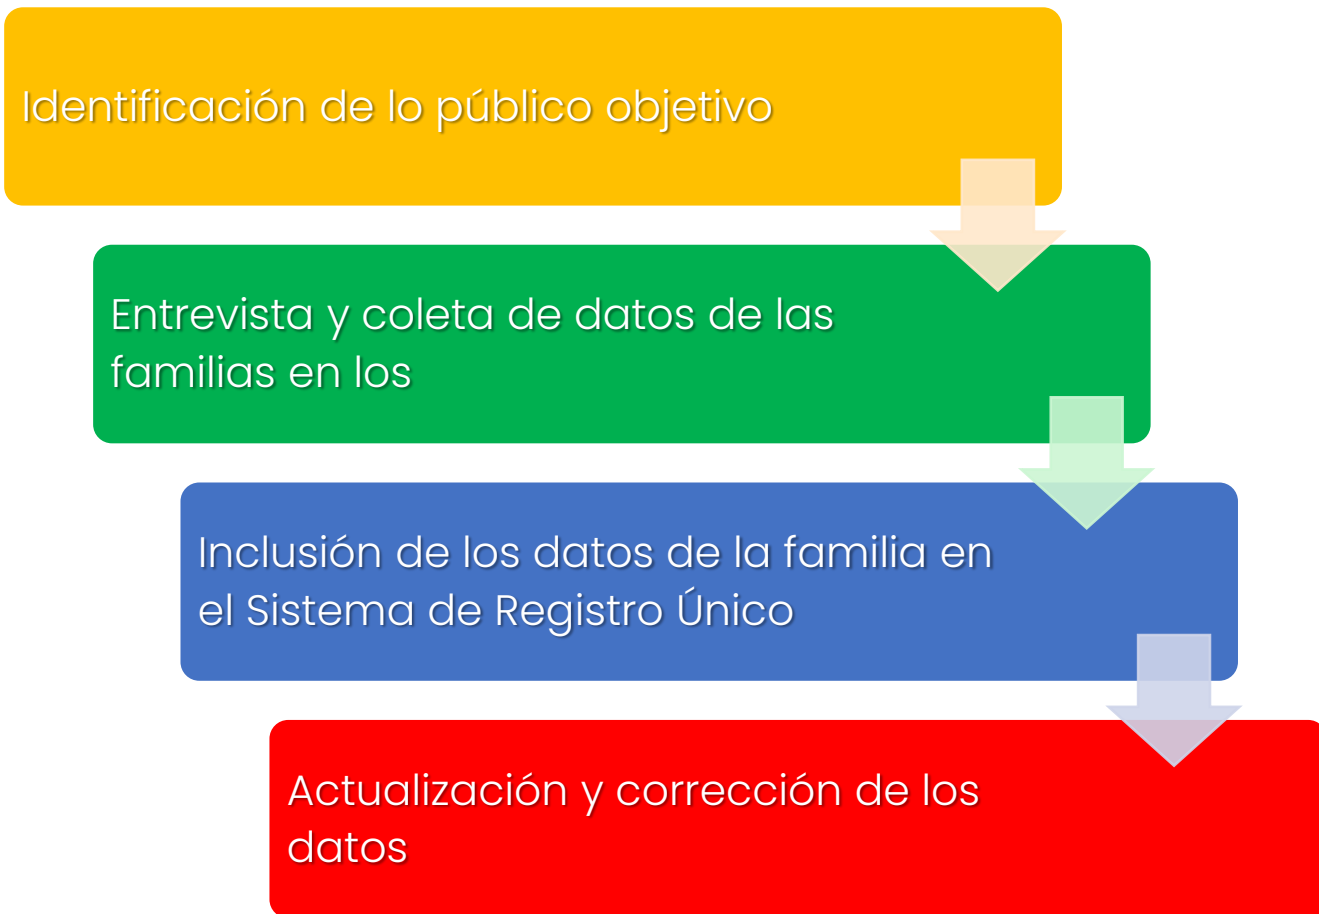 Identificación de lo público objetivo
Entrevista y coleta de datos de las
familias en los
Inclusión de los datos de la familia en
el Sistema de Registro Único
Actualización y corrección de los
datos